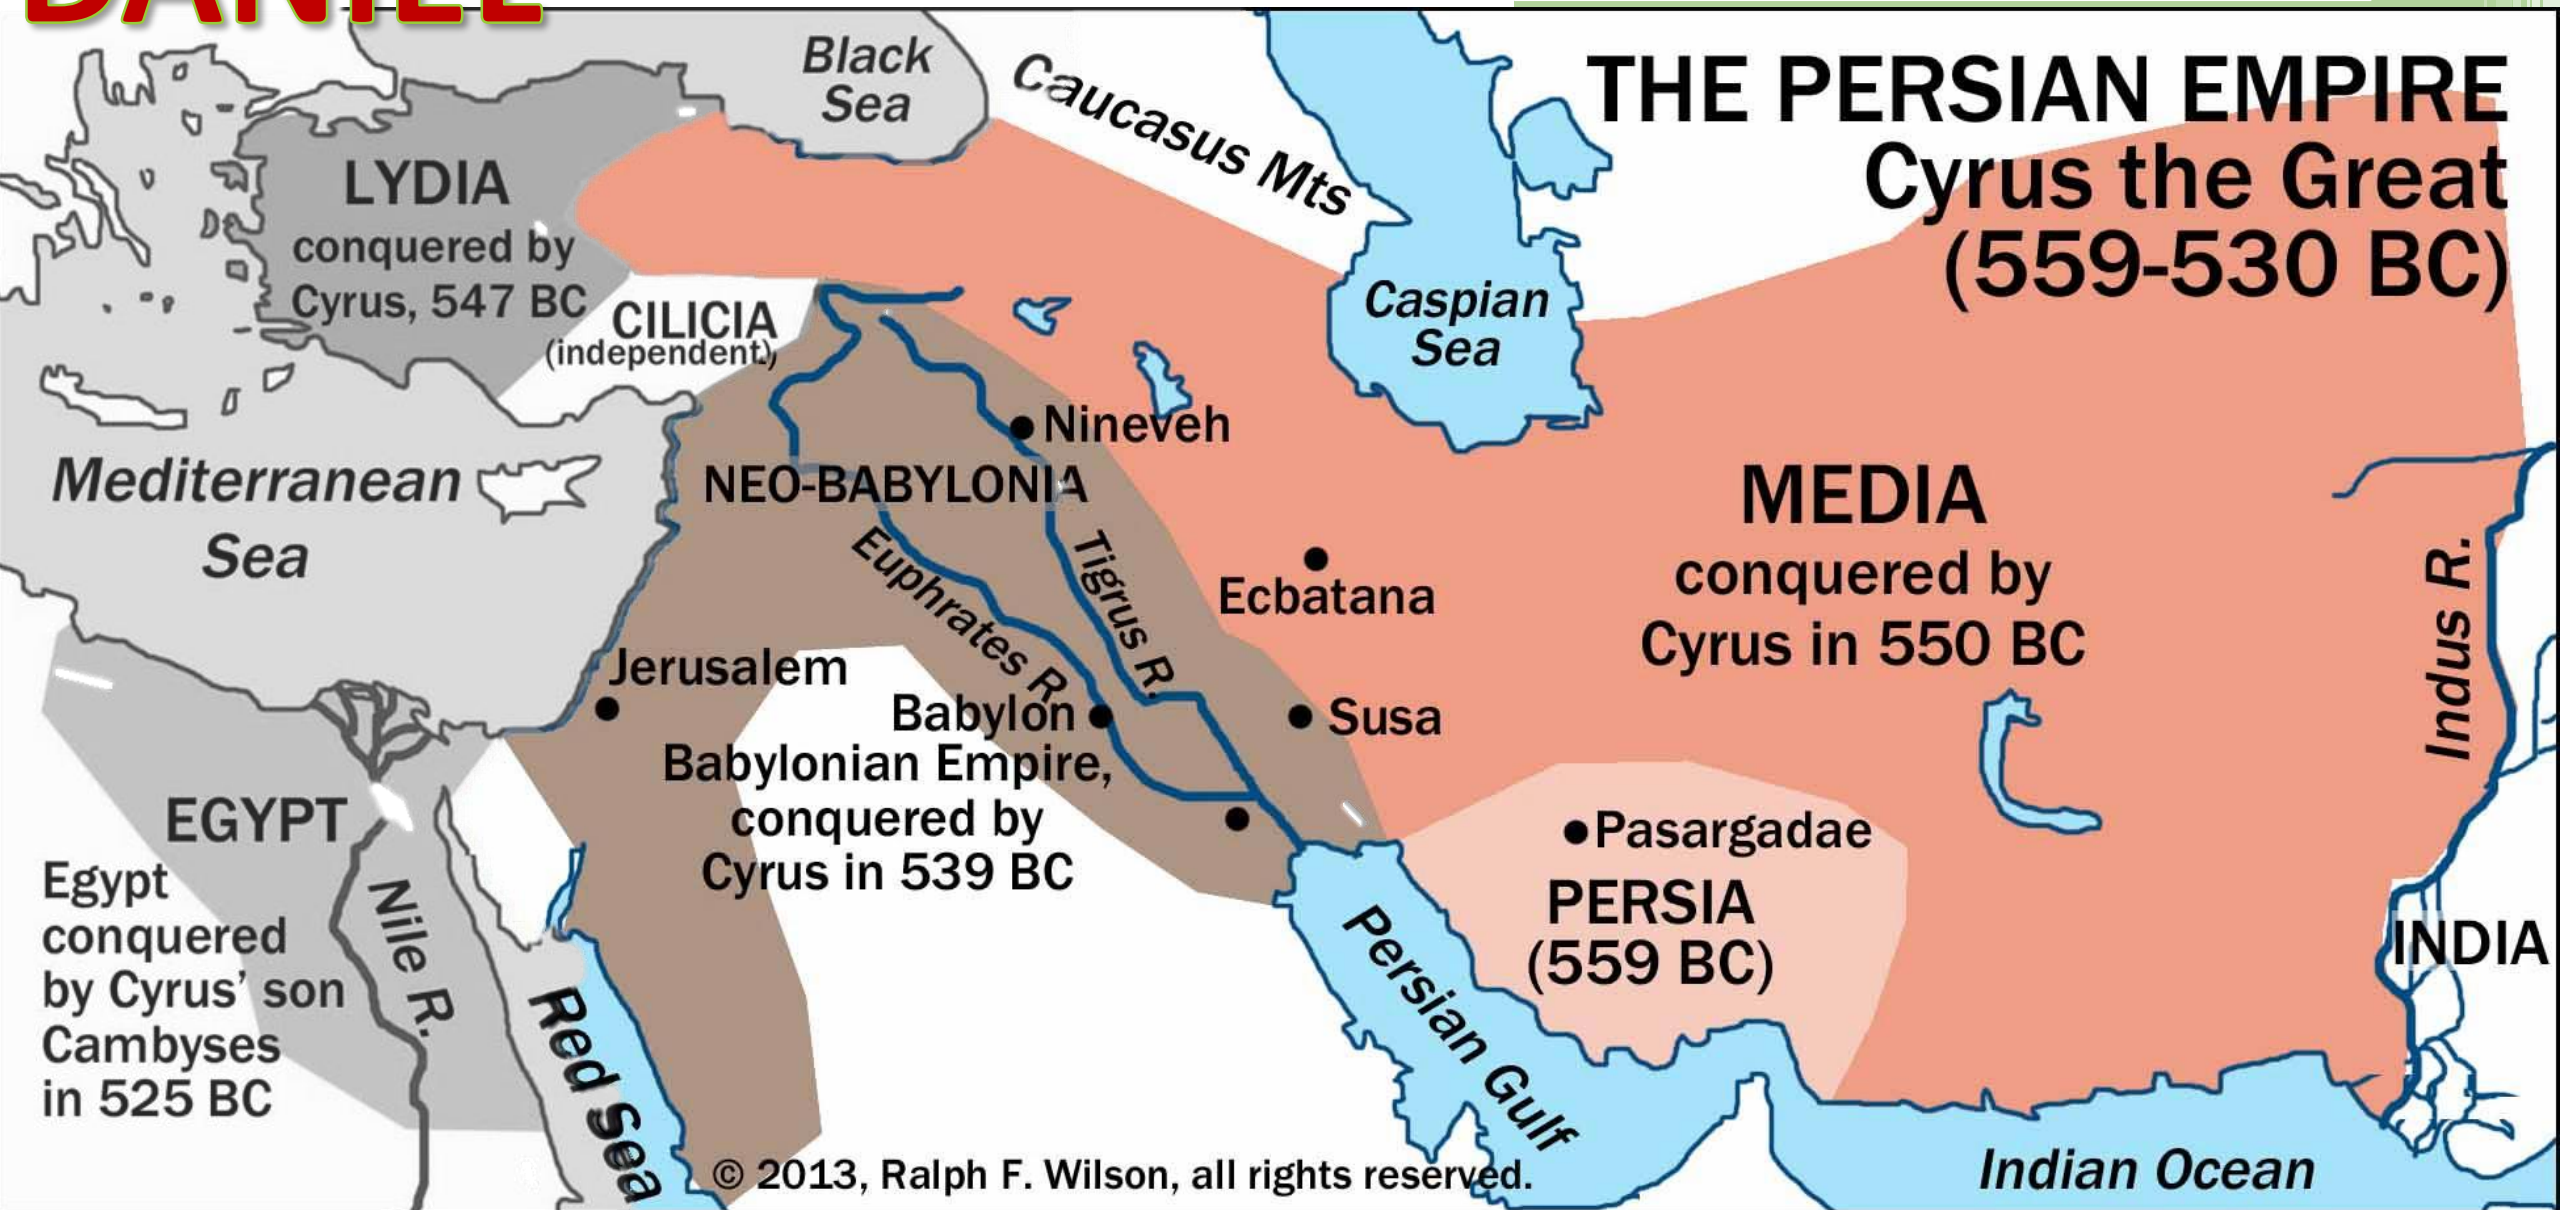 DANIEL
THE PERSIAN EMPIRE
Cyrus the Great
(559-530 BC)
Black
Sea
Caucasus Mts
LYDIA
conquered by
Cyrus, 547 BC
CILICIA
(independent)
Caspian
Sea
Nineveh
Mediterranean
Sea
NEO-BABYLONIA
MEDIA
conquered by
Cyrus in 550 BC
Euphrates R.
Tigrus R.
Ecbatana
Indus R.
Jerusalem
Babylon
Susa
Babylonian Empire,
conquered by
Cyrus in 539 BC
EGYPT
Egypt
conquered
by Cyrus’ son
Cambyses
in 525 BC
Nile R.
Pasargadae
PERSIA
(559 BC)
INDIA
Persian Gulf
Red Sea
Indian Ocean
© 2013, Ralph F. Wilson, all rights reserved.